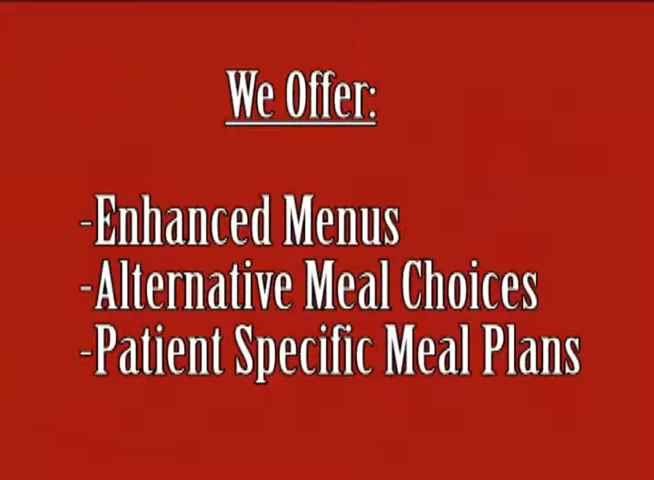 We Offer:
-Enhanced Menus
-Alternative Meal Choices
-Patient Specific Meal Plans